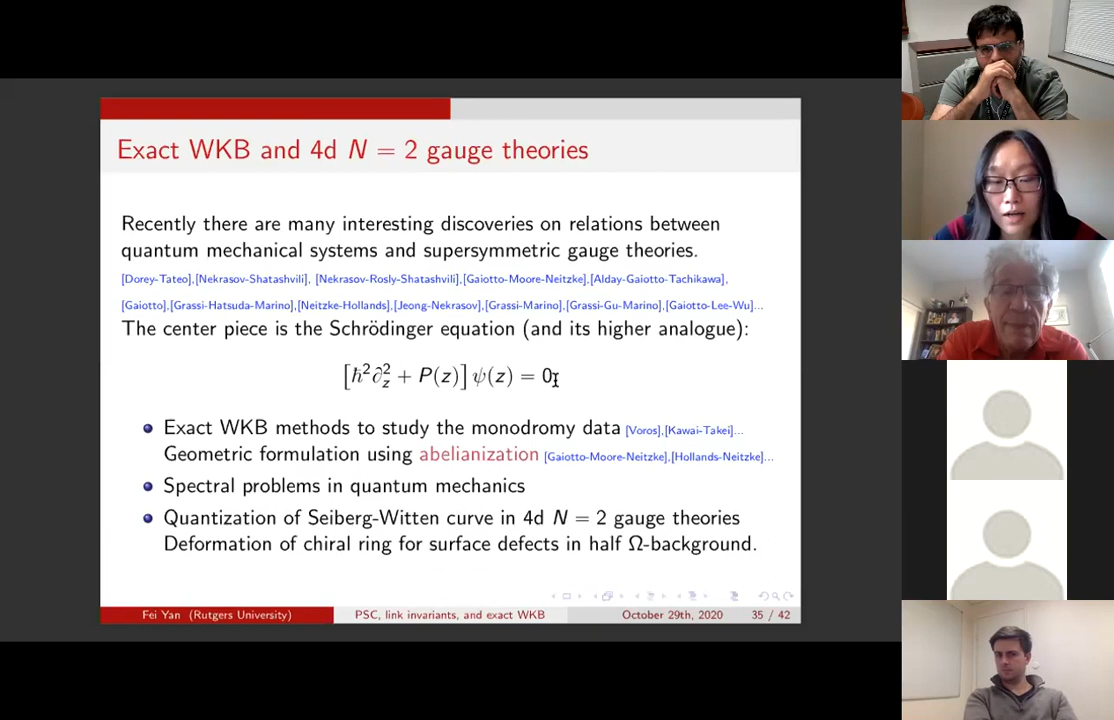 Exact WKB and 4d N = 2 gauge theories
Recently there are many interesting discoveries on relations between
quantum mechanical systems and supersymmetric gauge theories.
[Dorey-Tateo],[Nekrasov-Shatashvili], [Nekrasov-Rosly-Shatashvili],[Gaiotto-Moore-Neitzke],[Alday-Gaiotto-Tachikawa],
[Gaiotto],[Grassi-Hatsuda-Marino],[Neitzke-Hollands],[Jeong-Nekrasov],[Grassi-Marino],[Grassi-Gu-Marino],[Gaiotto-Lee-Wu]...
The center piece is the Schrödinger equation (and its higher analogue):
[ℏ²∂_z² + P(z)] ψ(z) = 0
Exact WKB methods to study the monodromy data [Voros],[Kawai-Takei]...
Geometric formulation using abelianization [Gaiotto-Moore-Neitzke],[Hollands-Neitzke]...
Spectral problems in quantum mechanics
Quantization of Seiberg-Witten curve in 4d N = 2 gauge theories
Deformation of chiral ring for surface defects in half Ω-background.
Fei Yan (Rutgers University) PSC, link invariants, and exact WKB October 29th, 2020 35 / 42